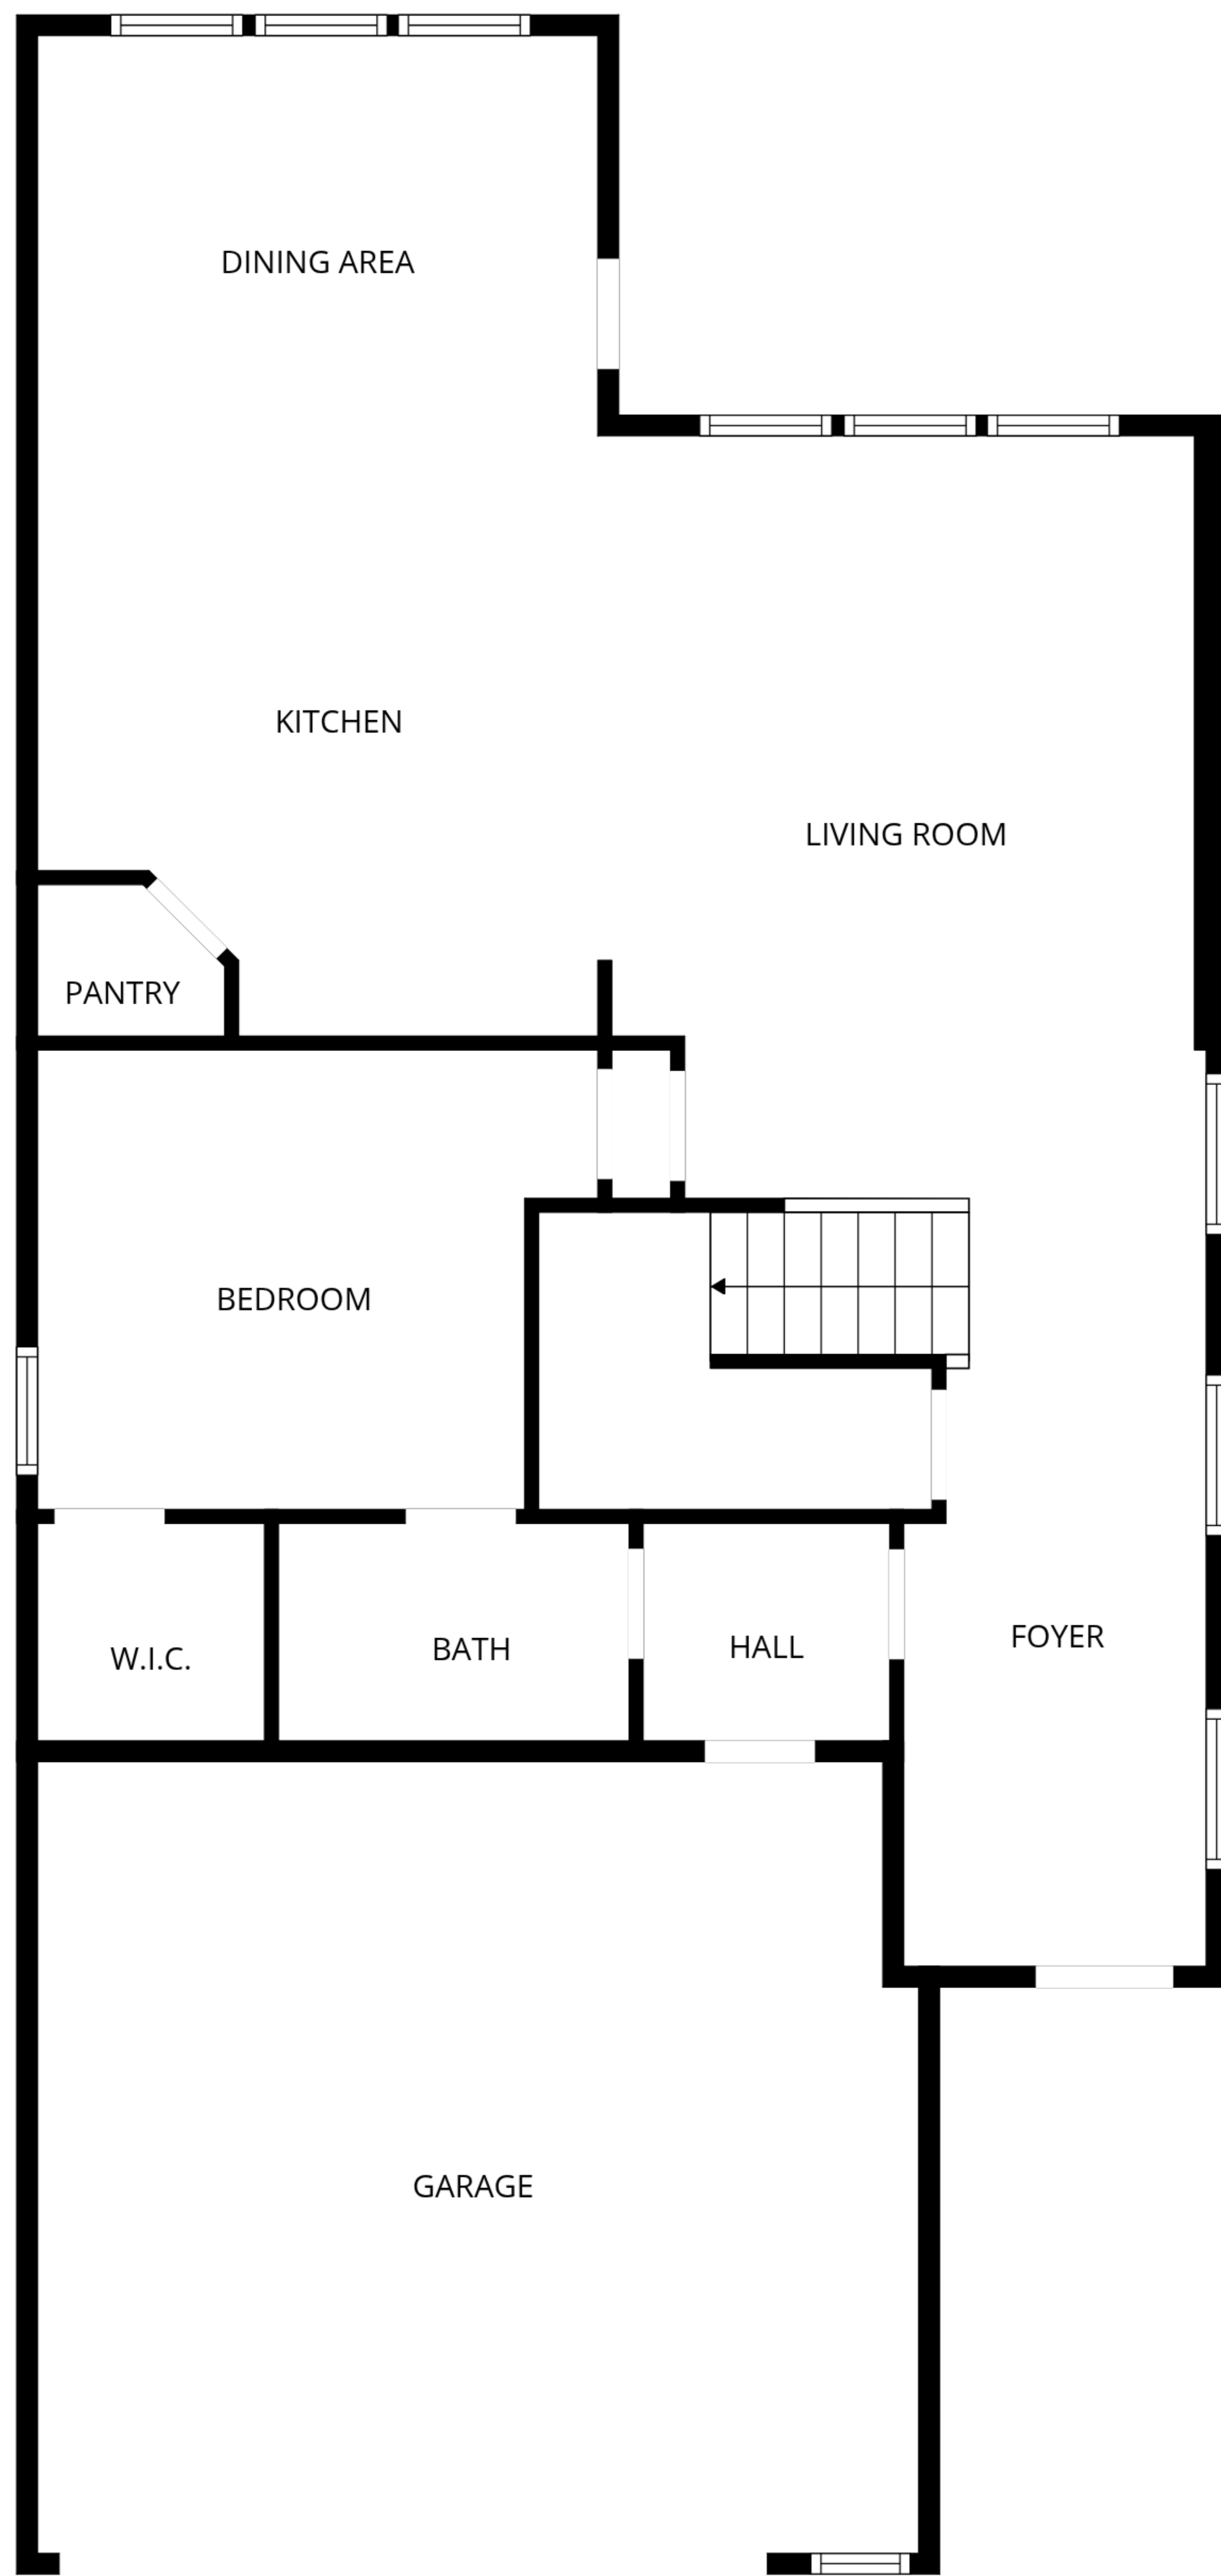 DINING AREA
KITCHEN
LIVING ROOM
PANTRY
BEDROOM
W.I.C.
BATH
HALL
FOYER
GARAGE